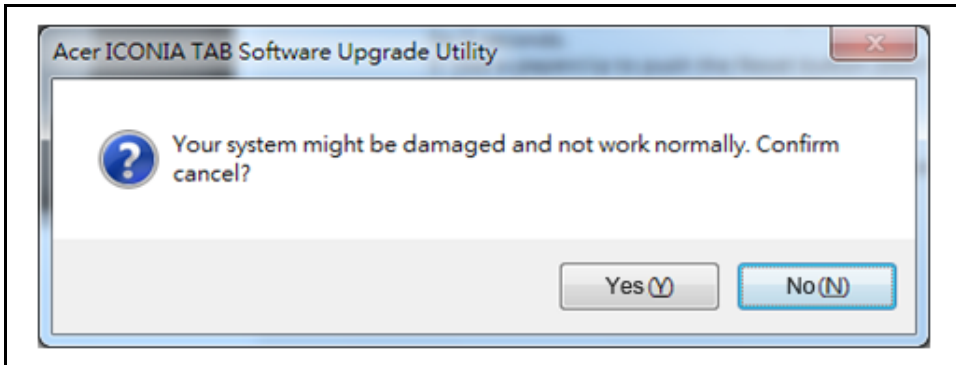 Acer ICONIA TAB Software Upgrade Utility
Your system might be damaged and not work normally. Confirm
cancel?
Yes(Y)
No(N)